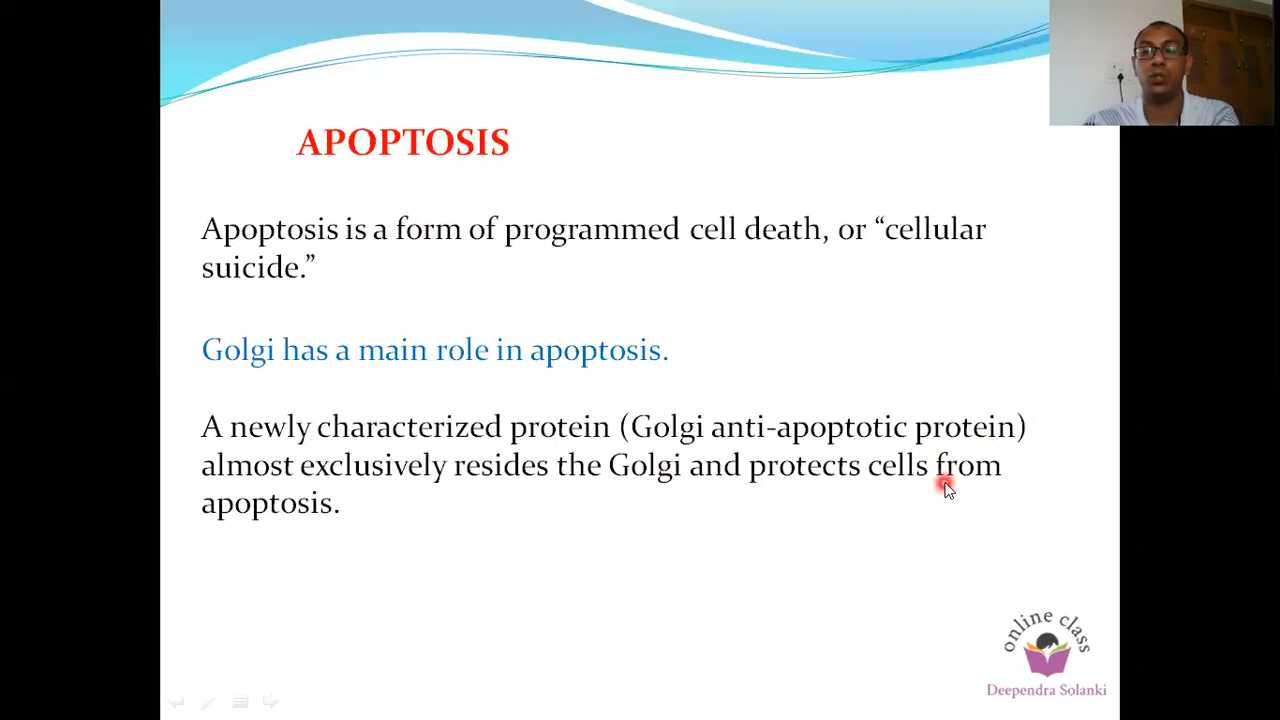 APOPTOSIS
Apoptosis is a form of programmed cell death, or “cellular
suicide.”
Golgi has a main role in apoptosis.
A newly characterized protein (Golgi anti-apoptotic protein)
almost exclusively resides the Golgi and protects cells from
apoptosis.
online class
Deependra Solanki